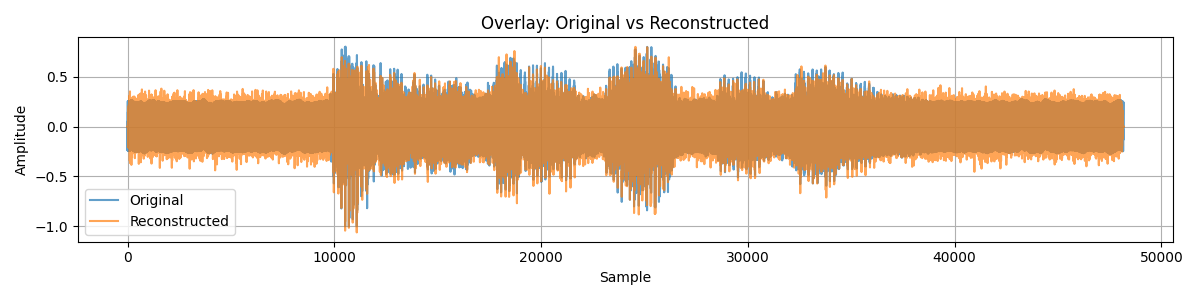 Overlay: Original vs Reconstructed
Amplitude
0.5
0.0
−0.5
−1.0
Original
Reconstructed
0
10000
20000
30000
40000
50000
Sample